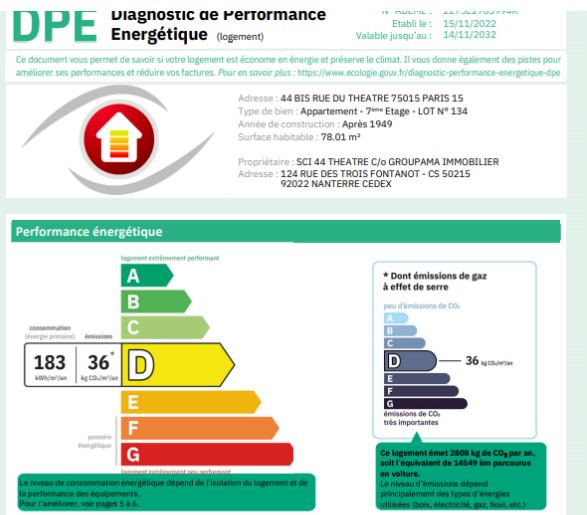 DPE
Diagnostic de Performance
Énergétique (logement)
Etabli le : 15/11/2022
Valable jusqu'au : 14/11/2032
Ce document vous permet de savoir si votre logement est économe en énergie et préserve le climat. Il vous donne également des pistes pour
améliorer ses performances et réduire vos factures. Pour en savoir plus : https://www.ecologie.gouv.fr/diagnostic-performance-energetique-dpe
Adresse : 44 BIS RUE DU THEATRE 75015 PARIS 15
Type de bien : Appartement - 7ème Etage - LOT N° 134
Année de construction : Après 1949
Surface habitable : 78.01 m²
Propriétaire : SCI 44 THEATRE C/o GROUPAMA IMMOBILIER
Adresse : 124 RUE DES TROIS FONTANOT - CS 50215
92022 NANTERRE CEDEX
Performance énergétique
logement extrêmement performant
A
B
C
consommation
(énergie primaire)
émissions
183
kWh/m²/an
36*
kg CO₂/m²/an
D
E
F
G
passoire
énergétique
logement extrêmement peu performant
Le niveau de consommation énergétique dépend de l'isolation du logement et de
la performance des équipements.
Pour l'améliorer, voir pages 5 à 6.
* Dont émissions de gaz
à effet de serre
peu d'émissions de CO₂
A
B
C
D
36 kg CO₂/m²/an
E
F
G
émissions de CO₂
très importantes
Ce logement émet 2808 kg de CO₂ par an,
soit l'équivalent de 14549 km parcourus
en voiture.
Le niveau d'émissions dépend
principalement des types d'énergies
utilisées (bois, électricité, gaz, fioul, etc.)